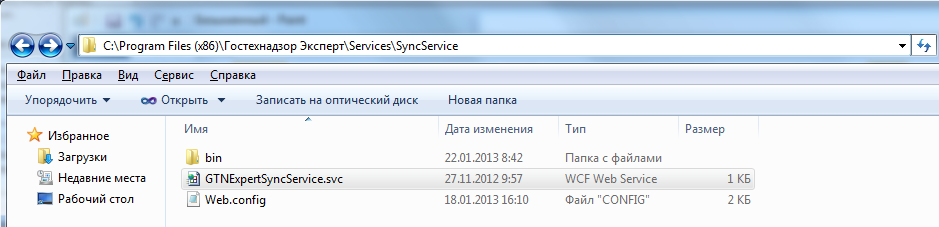 C:\Program Files (x86)\Гостехнадзор Эксперт\Services\SyncService
Файл Правка Вид Сервис Справка
Упорядочить Открыть Записать на оптический диск Новая папка
Избранное
Загрузки
Недавние места
Рабочий стол
Имя Дата изменения Тип Размер
bin 22.01.2013 8:42 Папка с файлами
GTNExpertSyncService.svc 27.11.2012 9:57 WCF Web Service 1 КБ
Web.config 18.01.2013 16:10 Файл "CONFIG" 2 КБ